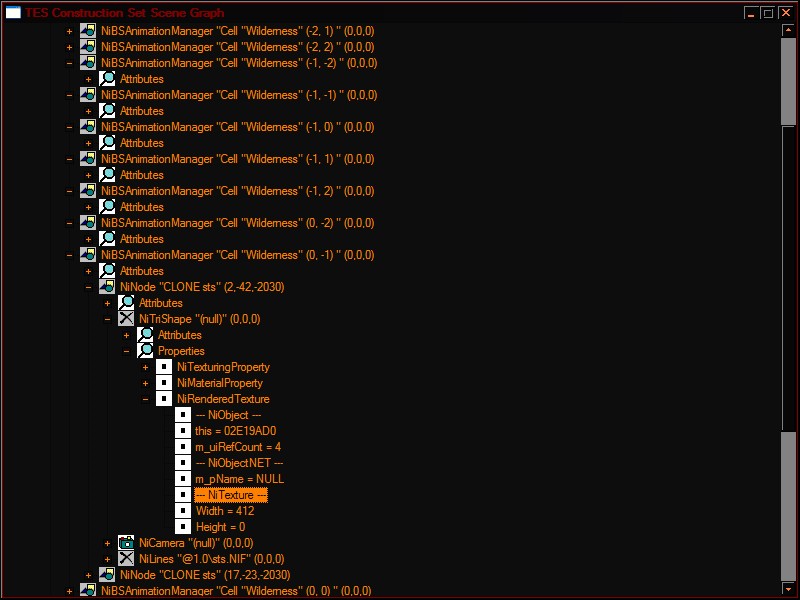 TES Construction Set Scene Graph
NiBSAnimationManager "Cell "Wilderness" (-2, 1) "(0,0,0)
NiBSAnimationManager "Cell "Wilderness" (-2, 2) "(0,0,0)
NiBSAnimationManager "Cell "Wilderness" (-1, -2) "(0,0,0)
Attributes
NiBSAnimationManager "Cell "Wilderness" (-1, -1) "(0,0,0)
Attributes
NiBSAnimationManager "Cell "Wilderness" (-1, 0) "(0,0,0)
Attributes
NiBSAnimationManager "Cell "Wilderness" (-1, 1) "(0,0,0)
Attributes
NiBSAnimationManager "Cell "Wilderness" (-1, 2) "(0,0,0)
Attributes
NiBSAnimationManager "Cell "Wilderness" (0, -2) "(0,0,0)
Attributes
NiBSAnimationManager "Cell "Wilderness" (0, -1) "(0,0,0)
Attributes
NiNode "CLONE sts" (2,-42,-2030)
Attributes
NiTriShape "(null)" (0,0,0)
Attributes
Properties
NiTexturingProperty
NiMaterialProperty
NiRenderedTexture
--- NiObject ---
this = 02E19AD0
m_uiRefCount = 4
--- NiObjectNET ---
m_pName = NULL
--- NiTexture ---
Width = 412
Height = 0
NiCamera "(null)" (0,0,0)
NiLines "@1.0\sts.NIF" (0,0,0)
NiNode "CLONE sts" (17,-23,-2030)
NiBSAnimationManager "Cell "Wilderness" (0, 0) "(0,0,0)